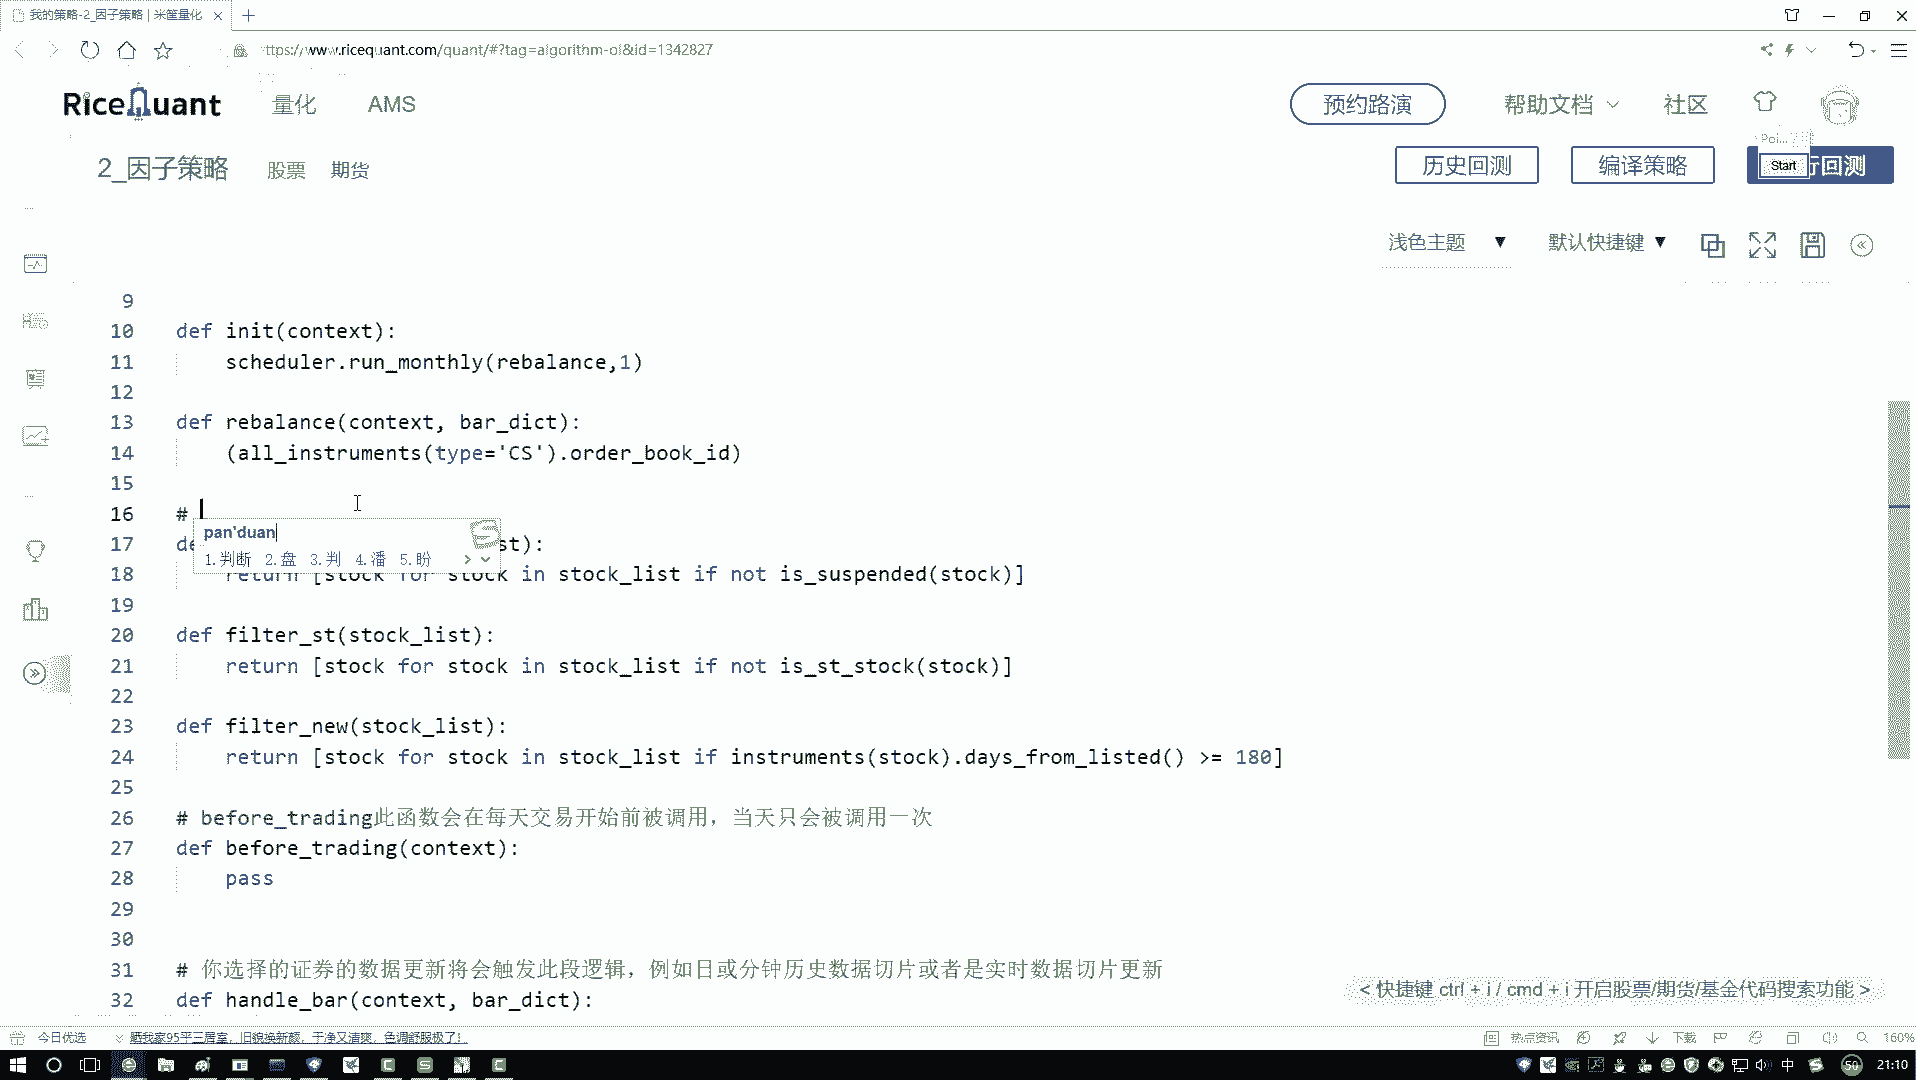 我的策略-2_因子策略 | 米筐量化
ttps://www.ricequant.com/quant/#?tag=algorithm-ol&id=1342827
RiceQuant 量化 AMS 预约路演 帮助文档 社区
2_因子策略 股票 期货 历史回测 编译策略 Start 行回测
浅色主题 默认快捷键
9
10 def init(context):
11 scheduler.run_monthly(rebalance,1)
12
13 def rebalance(context, bar_dict):
14 (all_instruments(type='CS').order_book_id)
15
16 #
pan'duan
17 de st):
1.判断 2.盘 3.判 4.潘 5.盼
18 return [stock for stock in stock_list if not is_suspended(stock)]
19
20 def filter_st(stock_list):
21 return [stock for stock in stock_list if not is_st_stock(stock)]
22
23 def filter_new(stock_list):
24 return [stock for stock in stock_list if instruments(stock).days_from_listed() >= 180]
25
26 # before_trading此函数会在每天交易开始前被调用，当天只会被调用一次
27 def before_trading(context):
28 pass
29
30
31 # 你选择的证券的数据更新将会触发此段逻辑，例如日或分钟历史数据切片或者是实时数据切片更新
32 def handle_bar(context, bar_dict):
< 快捷键 ctrl + i / cmd + i 开启股票/期货/基金代码搜索功能 >
今日优选 晒我家95平三居室，旧貌换新颜，干净又清爽，色调舒服极了！ 热点资讯 下载 160%
中 50 21:10